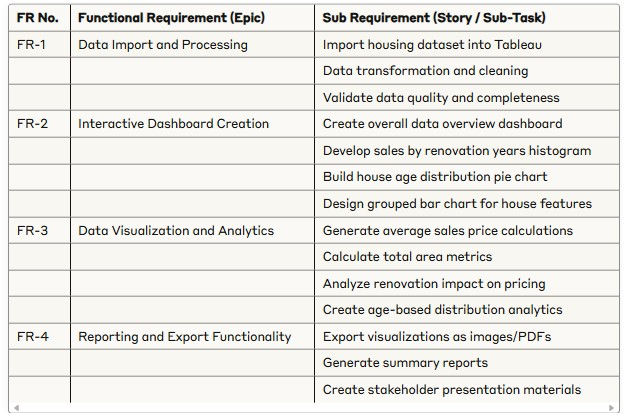 FR No. Functional Requirement (Epic) Sub Requirement (Story / Sub-Task)
FR-1 Data Import and Processing Import housing dataset into Tableau
Data transformation and cleaning
Validate data quality and completeness
FR-2 Interactive Dashboard Creation Create overall data overview dashboard
Develop sales by renovation years histogram
Build house age distribution pie chart
Design grouped bar chart for house features
FR-3 Data Visualization and Analytics Generate average sales price calculations
Calculate total area metrics
Analyze renovation impact on pricing
Create age-based distribution analytics
FR-4 Reporting and Export Functionality Export visualizations as images/PDFs
Generate summary reports
Create stakeholder presentation materials